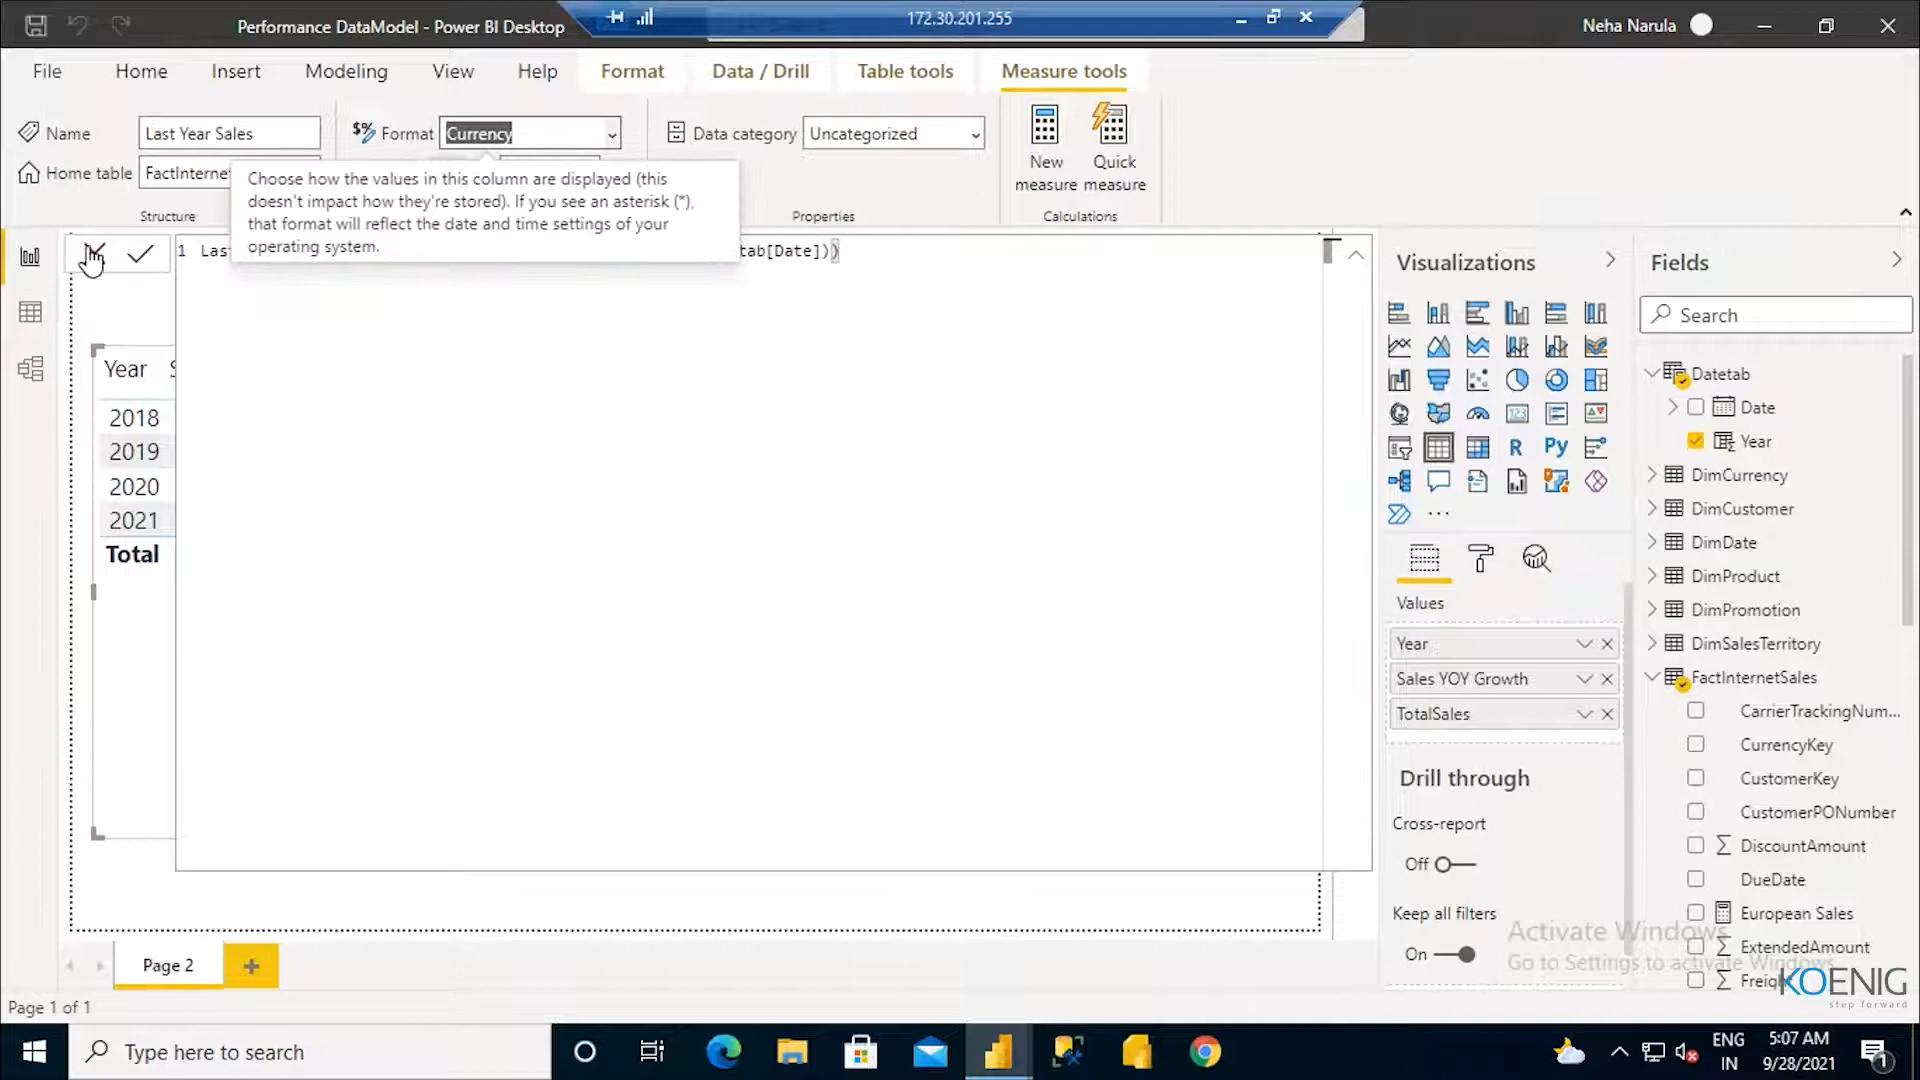 Performance DataModel - Power BI Desktop
172.30.201.255
Neha Narula
File
Home
Insert
Modeling
View
Help
Format
Data / Drill
Table tools
Measure tools
Name
Last Year Sales
$% Format
Currency
Data category
Uncategorized
New measure
Quick measure
Home table
Structure
Properties
Calculations
Choose how the values in this column are displayed (this
doesn't impact how they're stored). If you see an asterisk (*),
that format will reflect the date and time settings of your
operating system.
1
tab[Date]))
Year
2018
2019
2020
2021
Total
Visualizations
R
Py
123
Values
Year
Sales YOY Growth
TotalSales
Drill through
Cross-report
Off
Keep all filters
On
Fields
Search
Datetab
Date
Year
DimCurrency
DimCustomer
DimDate
DimProduct
DimPromotion
DimSalesTerritory
FactInternetSales
CarrierTrackingNum...
CurrencyKey
CustomerKey
CustomerPONumber
DiscountAmount
DueDate
European Sales
ExtendedAmount
Activate Windows
Go to Settings to activate Windows.
KOENIG
step forward
Page 2
Page 1 of 1
Type here to search
ENG
IN
5:07 AM
9/28/2021
1